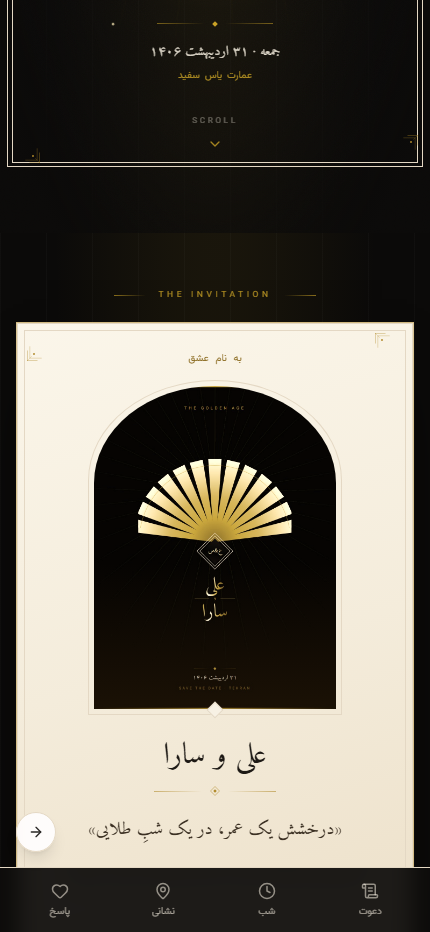 جمعه · ۳۱ اردیبهشت ۱۴۰۶
عمارت یاس سفید
SCROLL
THE INVITATION
به نام عشق
THE GOLDEN AGE
علی
سارا
۳۱ اردیبهشت ۱۴۰۶
SAVE THE DATE · TEHRAN
علی و سارا
«درخشش یک عمر، در یک شبِ طلایی»
دعوت
شب
نشانی
پاسخ